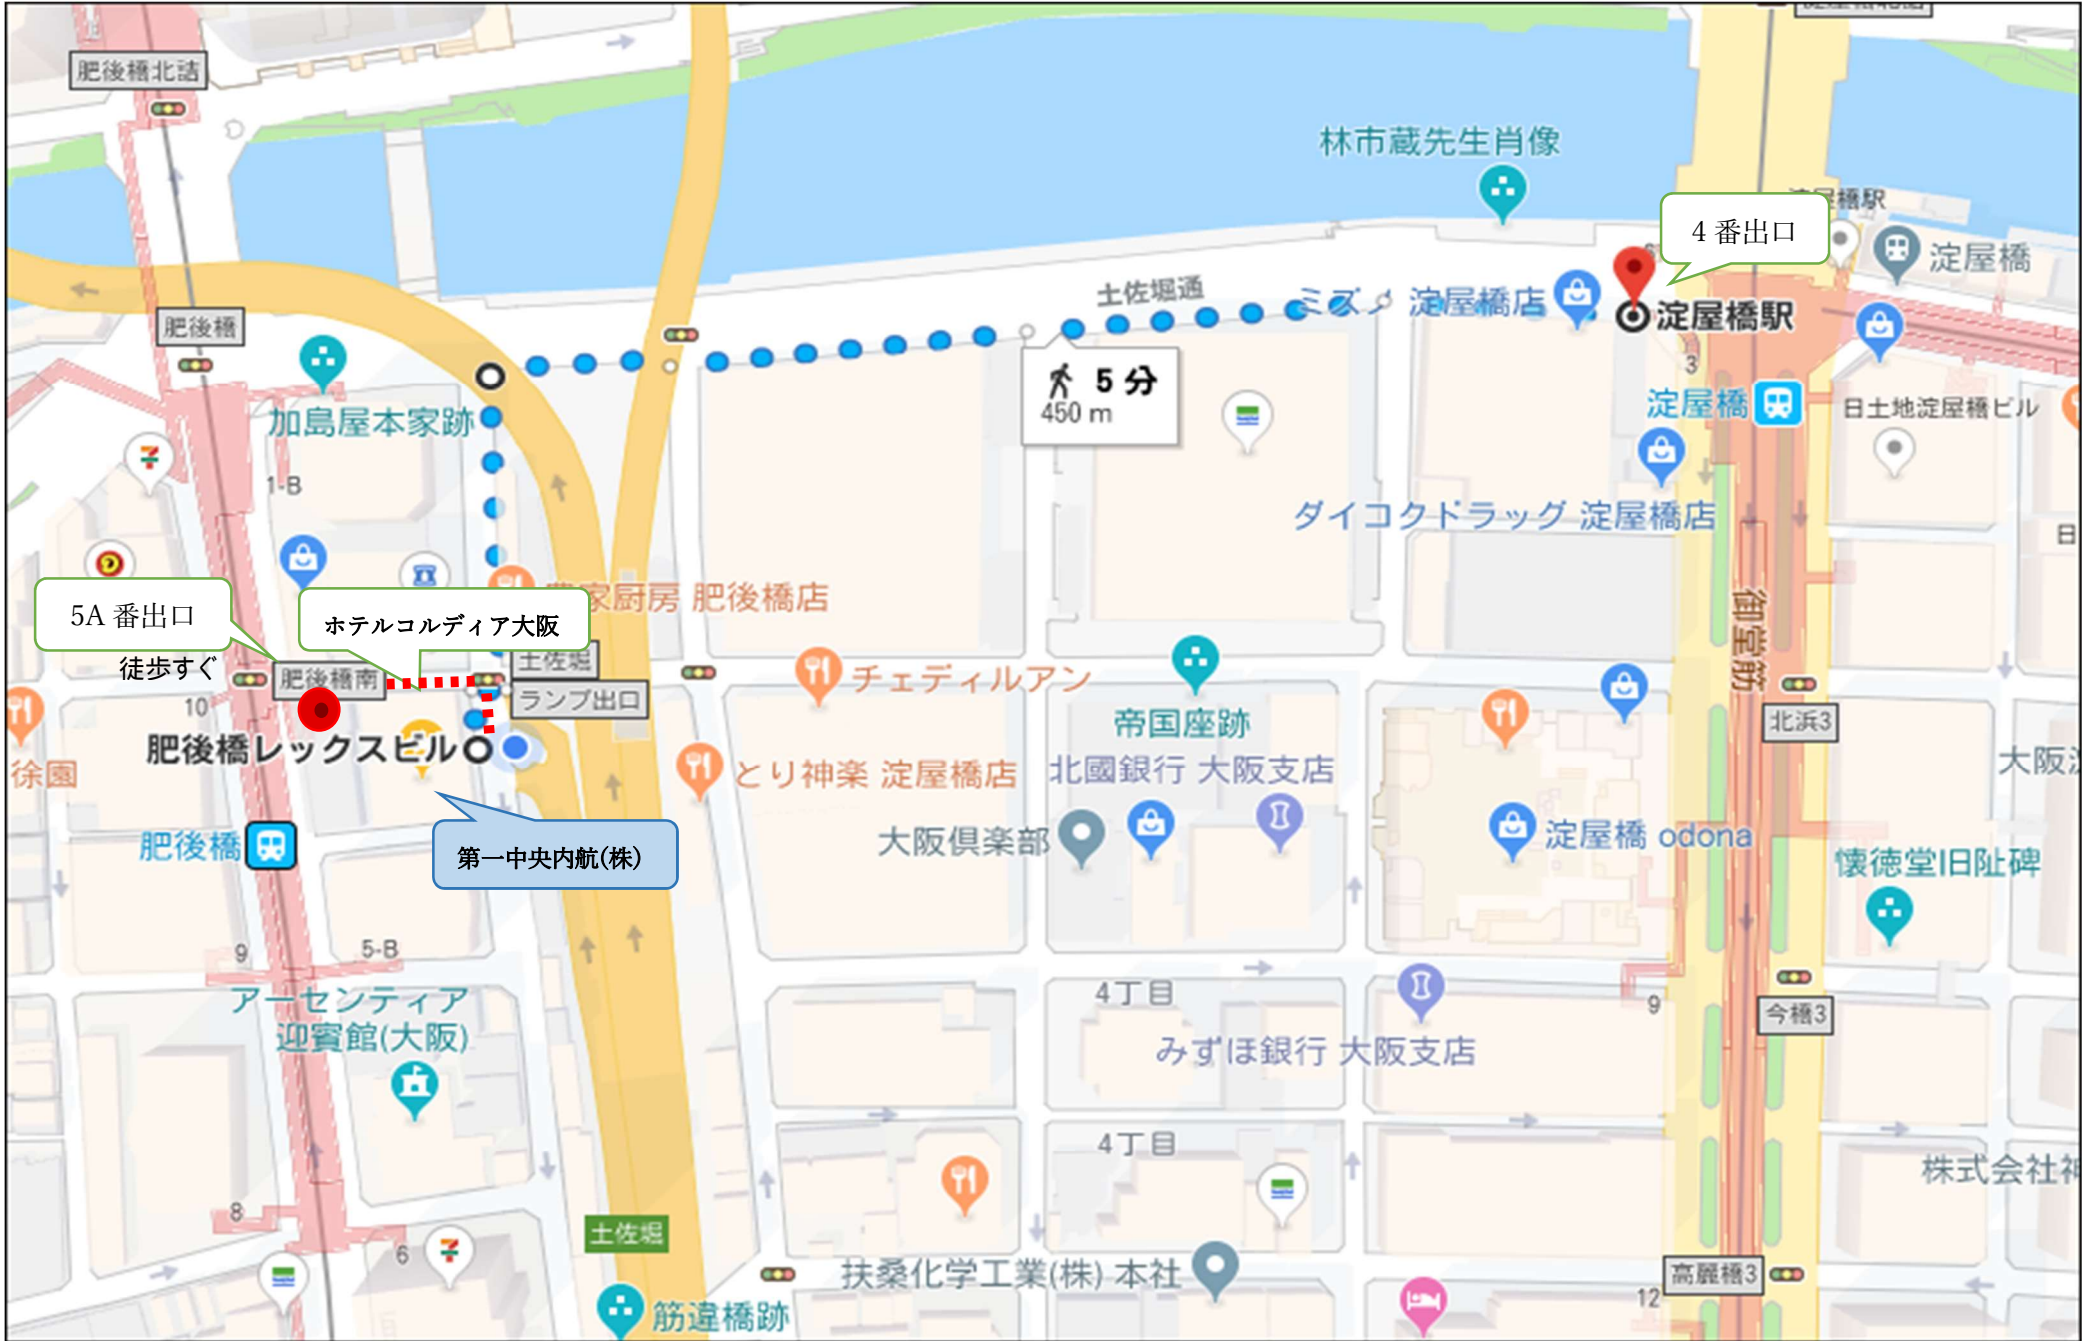 肥後橋北詰
林市蔵先生肖像
4 番出口
淀屋橋
土佐堀通
ミズノ 淀屋橋店
淀屋橋駅
肥後橋
加島屋本家跡
5 分
450 m
3
淀屋橋
日土地淀屋橋ビル
1-B
ダイコクドラッグ 淀屋橋店
御堂筋
5A 番出口
ホテルコルディア大阪
家厨房 肥後橋店
徒歩すぐ
肥後橋南
土佐堀
ランプ出口
チェディルアン
10
帝国座跡
北浜3
肥後橋レックスビル
徐園
とり神楽 淀屋橋店
北國銀行 大阪支店
大阪
肥後橋
第一中央内航(株)
大阪倶楽部
淀屋橋 odona
懐徳堂旧阯碑
9
5-B
アーセンティア
迎賓館(大阪)
4丁目
9
今橋3
みずほ銀行 大阪支店
4丁目
株式会社神
8
6
土佐堀
扶桑化学工業(株) 本社
高麗橋3
12
筋違橋跡